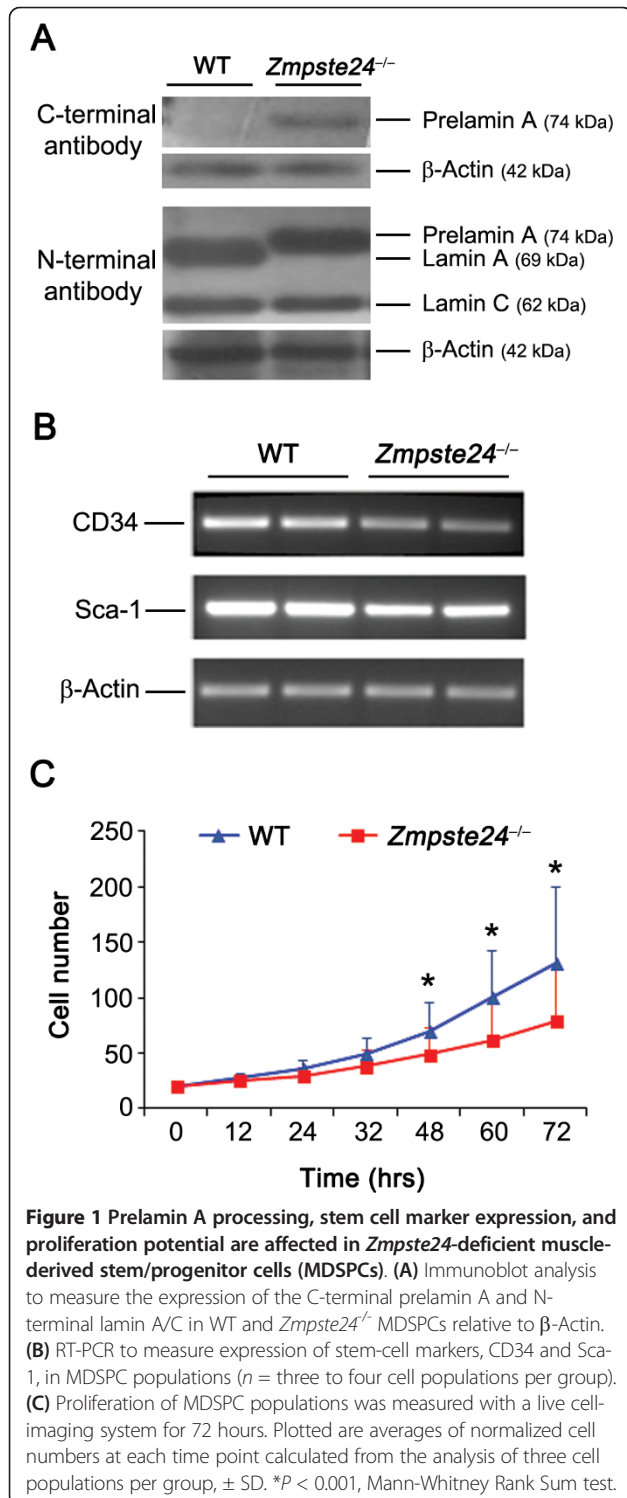 A
WT Zmpste24–/–
C-terminal antibody
Prelamin A (74 kDa)
β-Actin (42 kDa)
N-terminal antibody
Prelamin A (74 kDa)
Lamin A (69 kDa)
Lamin C (62 kDa)
β-Actin (42 kDa)
B
WT Zmpste24–/–
CD34
Sca-1
β-Actin
C
WT Zmpste24–/–
Cell number
250
200
150
100
50
0
* * *
0 12 24 32 48 60 72
Time (hrs)
Figure 1 Prelamin A processing, stem cell marker expression, and
proliferation potential are affected in Zmpste24-deficient muscle-
derived stem/progenitor cells (MDSPCs). (A) Immunoblot analysis
to measure the expression of the C-terminal prelamin A and N-
terminal lamin A/C in WT and Zmpste24-/- MDSPCs relative to β-Actin.
(B) RT-PCR to measure expression of stem-cell markers, CD34 and Sca-
1, in MDSPC populations (n = three to four cell populations per group).
(C) Proliferation of MDSPC populations was measured with a live cell-
imaging system for 72 hours. Plotted are averages of normalized cell
numbers at each time point calculated from the analysis of three cell
populations per group, ± SD. *P < 0.001, Mann-Whitney Rank Sum test.